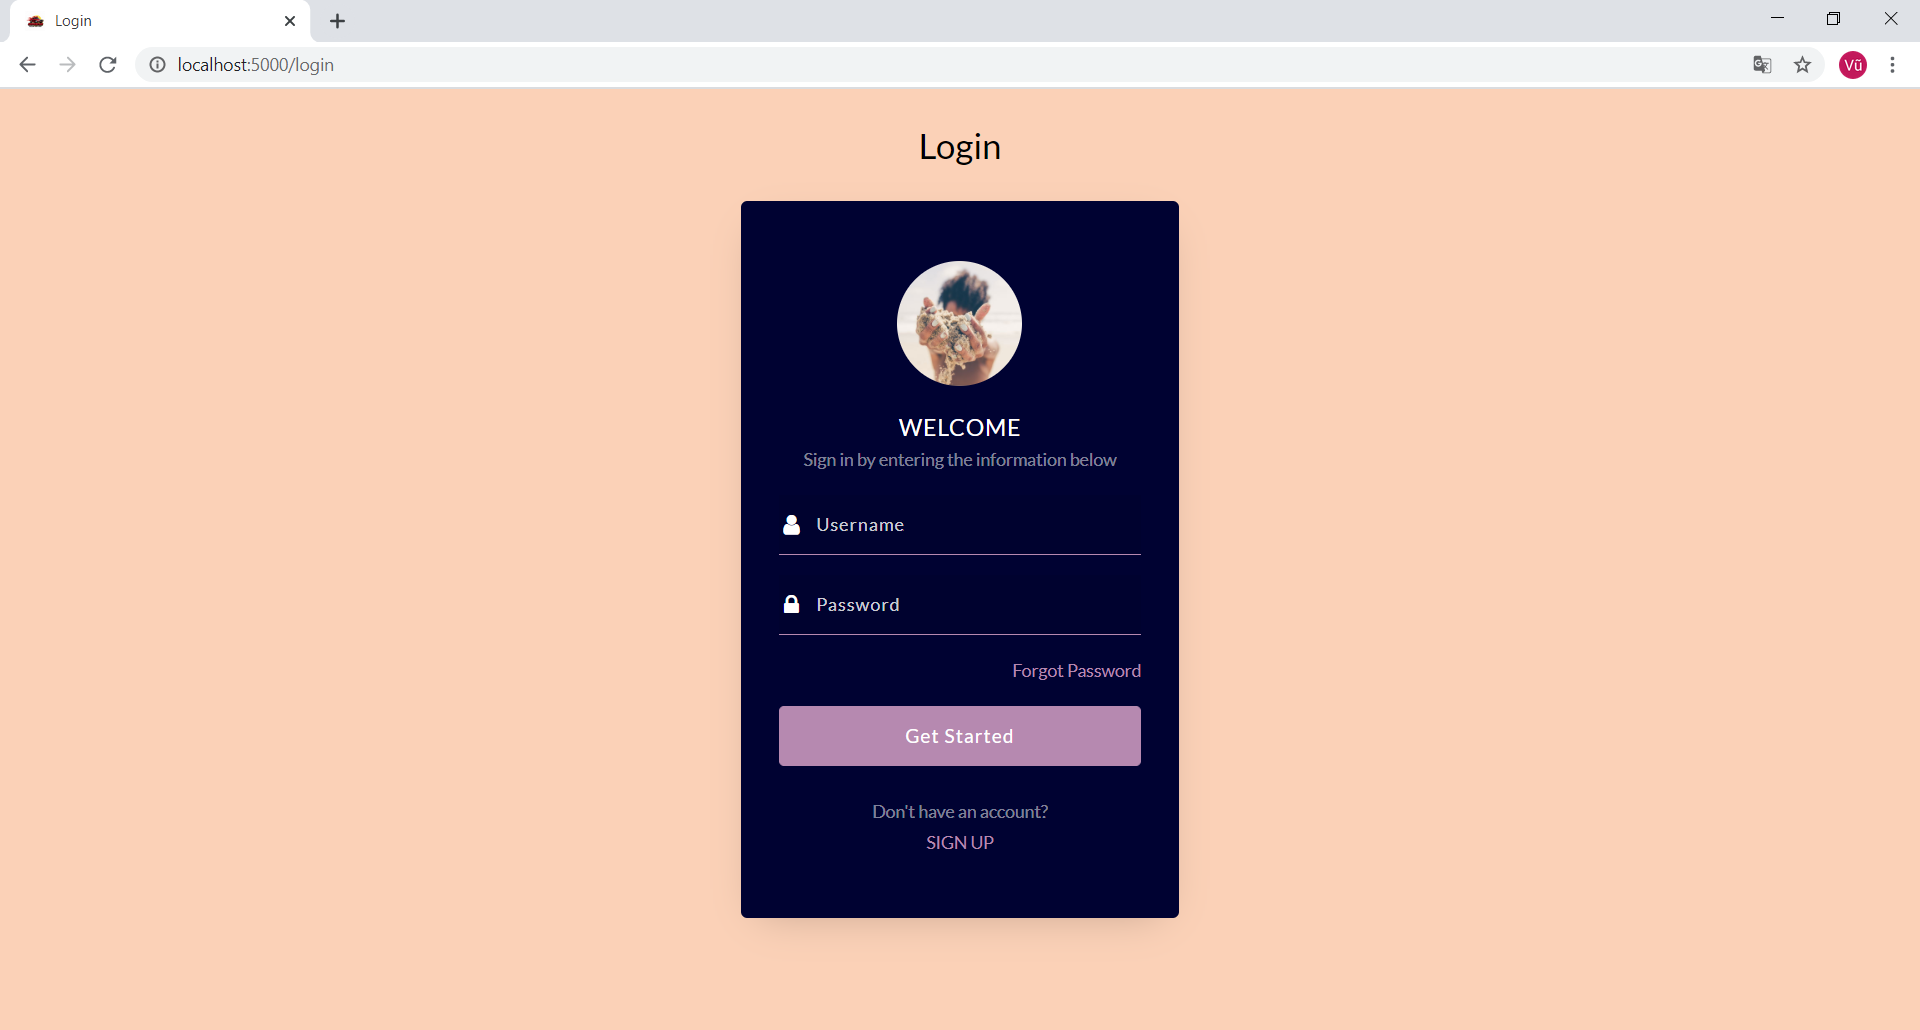 Login
localhost:5000/login
Vũ
Login
WELCOME
Sign in by entering the information below
Username
Password
Forgot Password
Get Started
Don't have an account?
SIGN UP